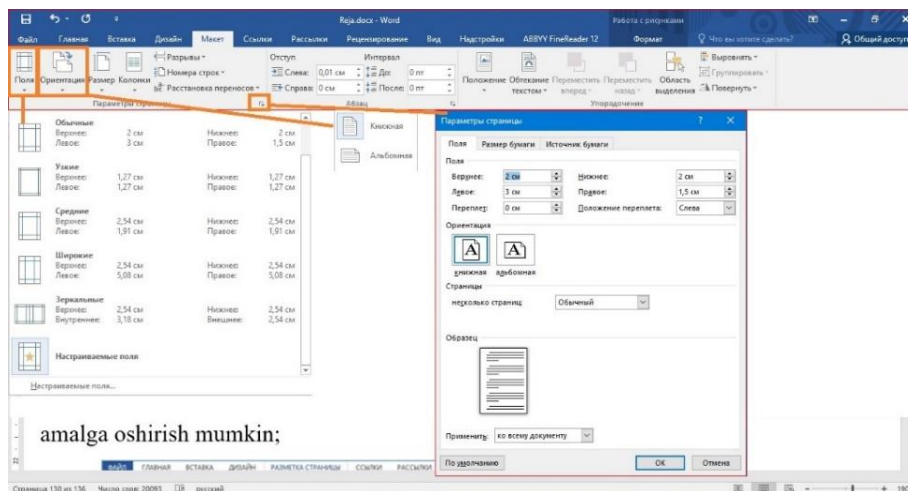 Reja.docx - Word
Работа с рисунками
Файл Главная Вставка Дизайн Макет Ссылки Рассылки Рецензирование Вид Надстройки ABBYY FineReader 12 Формат Что вы хотите сделать? Общий доступ
Поля Ориентация Размер Колонки
Разрывы
Номера строк
Расстановка переносов
Параметры страницы
Отступ
Слева: 0,01 см
Справа: 0 см
Интервал
До: 0 пт
После: 0 пт
Абзац
Положение Обтекание текстом Переместить вперед Переместить назад Область выделения
Выровнять
Группировать
Повернуть
Упорядочение
Обычные
Верхнее: 2 см Нижнее: 2 см
Левое: 3 см Правое: 1,5 см
Узкие
Верхнее: 1,27 см Нижнее: 1,27 см
Левое: 1,27 см Правое: 1,27 см
Средние
Верхнее: 2,54 см Нижнее: 2,54 см
Левое: 1,91 см Правое: 1,91 см
Широкие
Верхнее: 2,54 см Нижнее: 2,54 см
Левое: 5,08 см Правое: 5,08 см
Зеркальные
Верхнее: 2,54 см Нижнее: 2,54 см
Внутреннее: 3,18 см Внешнее: 2,54 см
Настраиваемые поля
Настраиваемые поля...
Книжная
Альбомная
Параметры страницы ?
Поля Размер бумаги Источник бумаги
Поля
Верхнее: 2 см Нижнее: 2 см
Левое: 3 см Правое: 1,5 см
Переплет: 0 см Положение переплета: Слева
Ориентация
A A
книжная альбомная
Страницы
несколько страниц: Обычный
Образец
Применить: ко всему документу
По умолчанию ОК Отмена
amalga oshirish mumkin;
22
ФАЙЛ ГЛАВНАЯ ВСТАВКА ДИЗАЙН РАЗМЕТКА СТРАНИЦЫ ССЫЛКИ РАССЫЛКИ
Страница 130 из 136 Число слов: 20093 русский
190